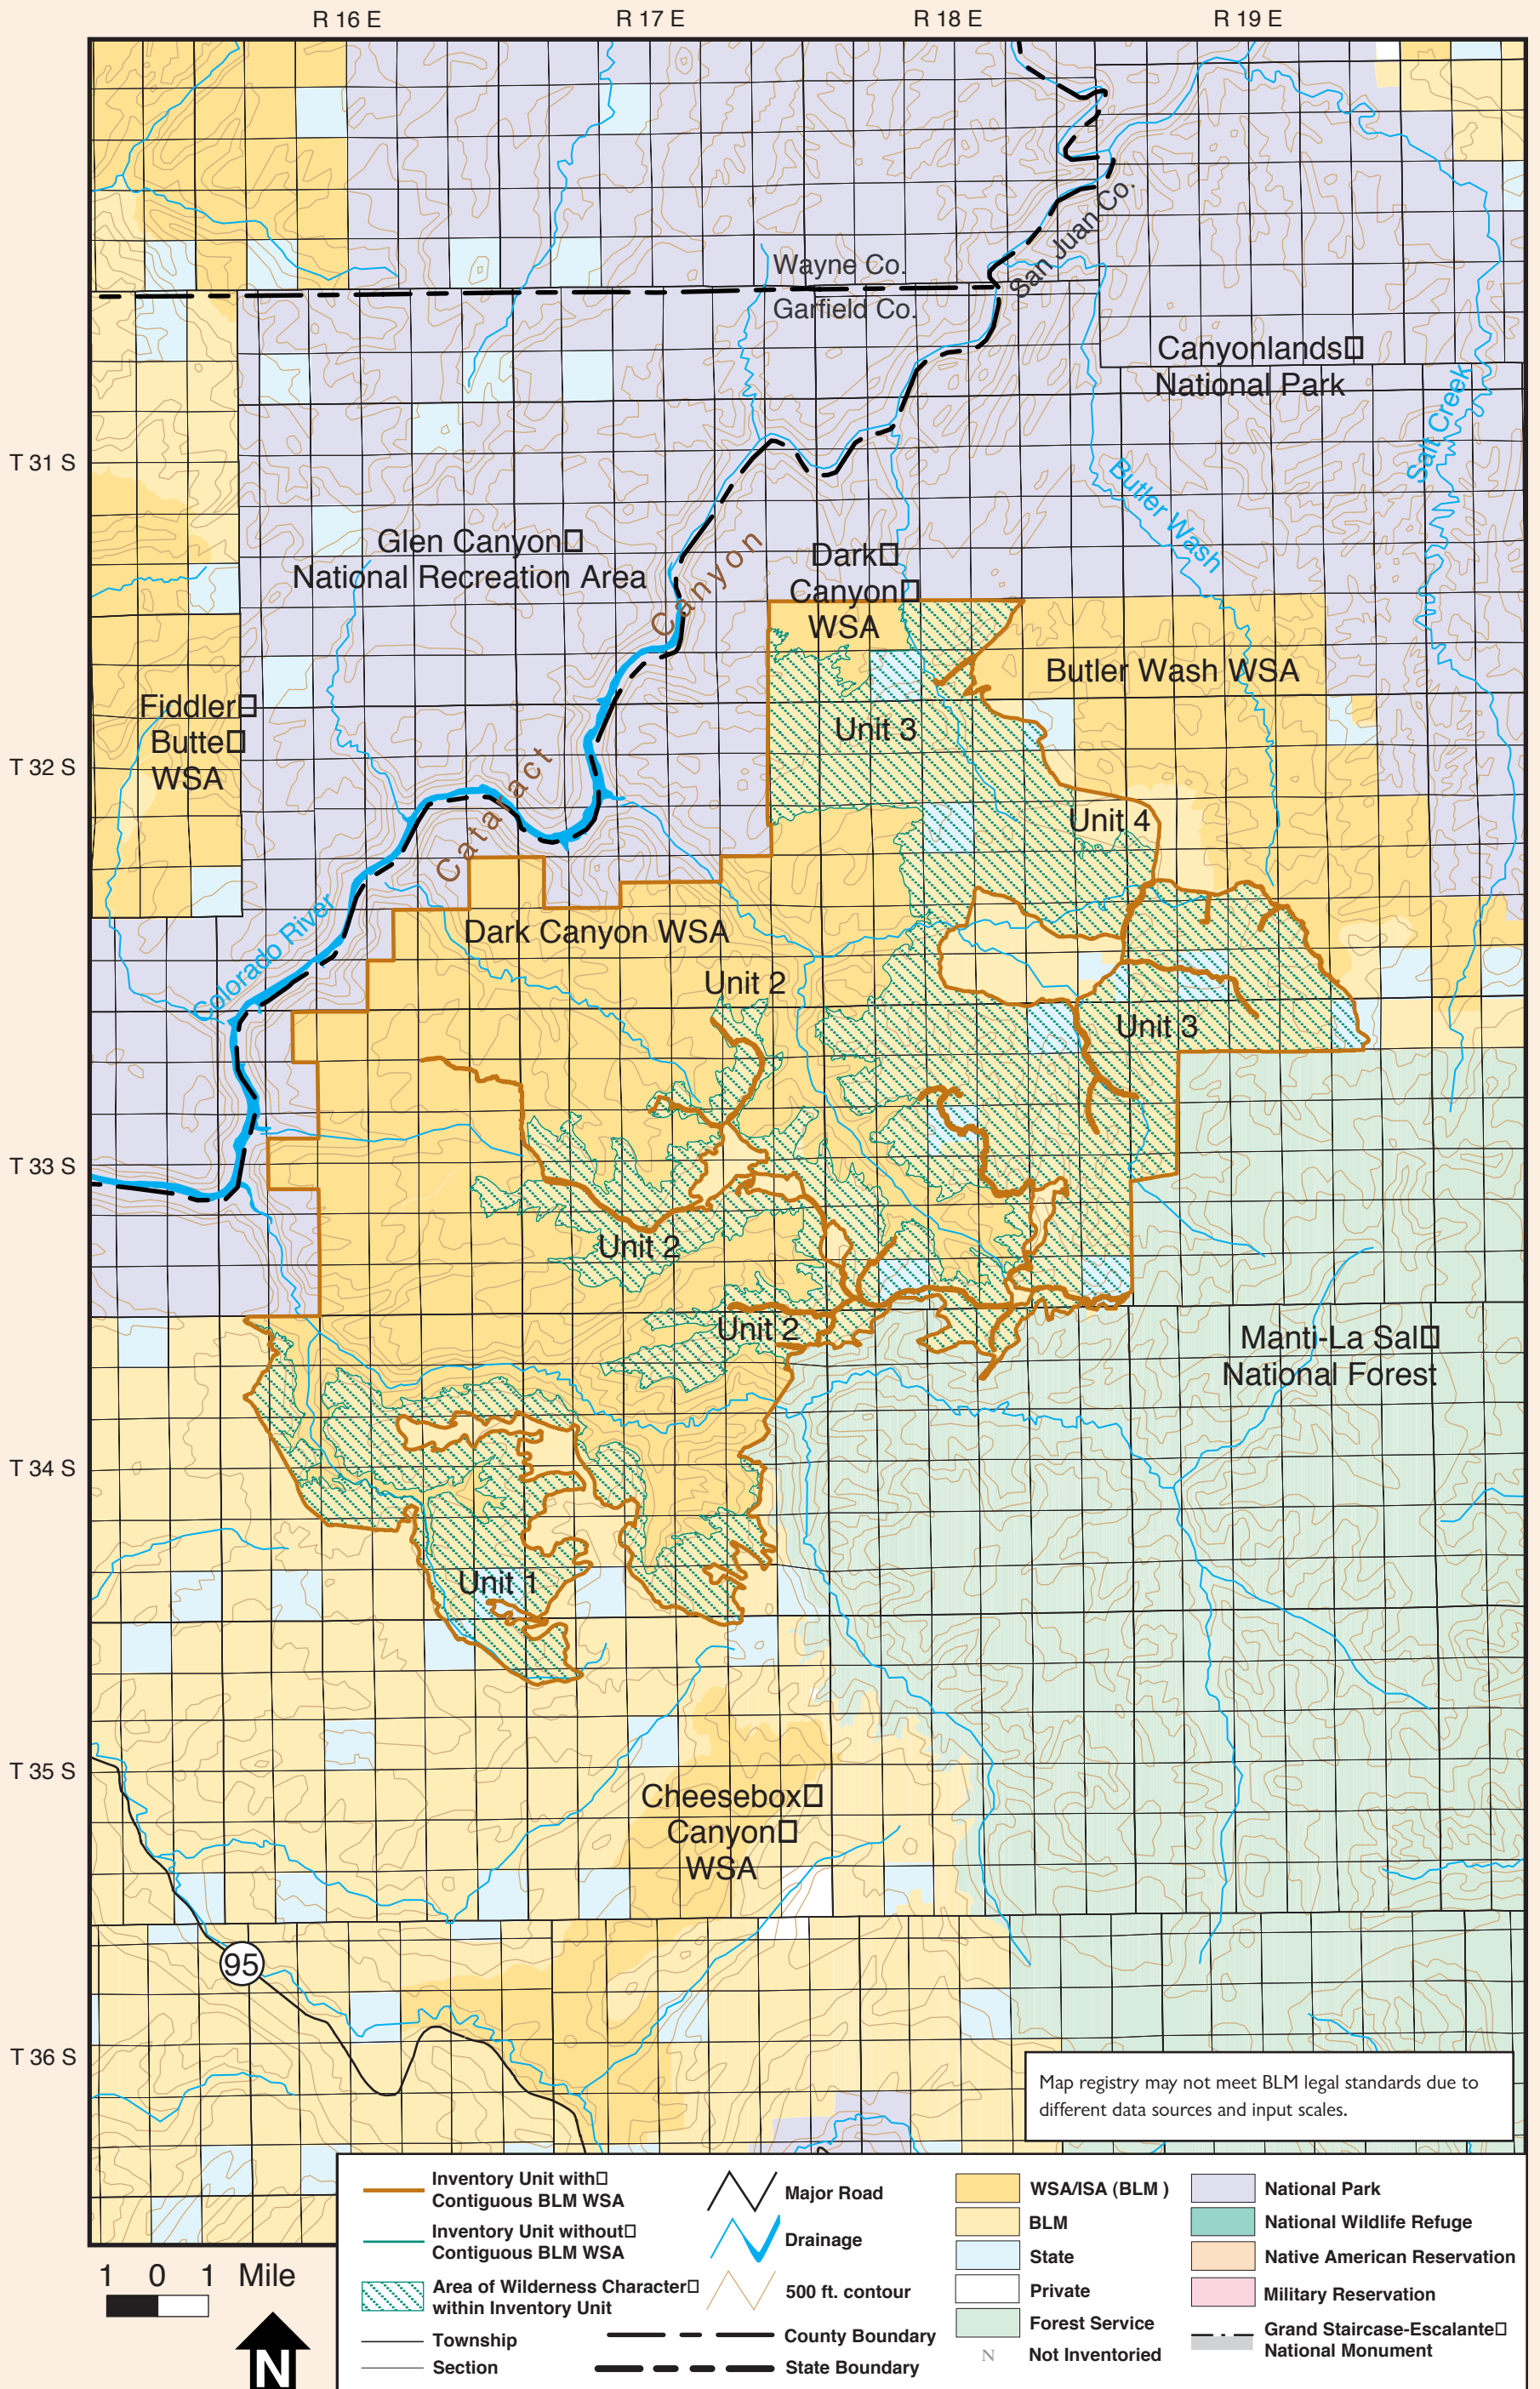 R 16 E
R 17 E
R 18 E
R 19 E
Wayne Co.
Garfield Co.
San Juan Co.
Canyonlands
National Park
Salt Creek
Butler Wash
T 31 S
Glen Canyon
National Recreation Area
Canyon
Dark
Canyon
WSA
Butler Wash WSA
Fiddler
Butte
WSA
Unit 3
T 32 S
Cataract
Unit 4
Colorado River
Dark Canyon WSA
Unit 2
Unit 3
T 33 S
Unit 2
Unit 2
Manti-La Sal
National Forest
T 34 S
Unit 1
T 35 S
Cheesebox
Canyon
WSA
95
T 36 S
Map registry may not meet BLM legal standards due to
different data sources and input scales.
1 0 1 Mile
N
Inventory Unit with
Contiguous BLM WSA
Inventory Unit without
Contiguous BLM WSA
Area of Wilderness Character
within Inventory Unit
Township
Section
Major Road
Drainage
500 ft. contour
County Boundary
State Boundary
WSA/ISA (BLM )
BLM
State
Private
Forest Service
N Not Inventoried
National Park
National Wildlife Refuge
Native American Reservation
Military Reservation
Grand Staircase-Escalante
National Monument